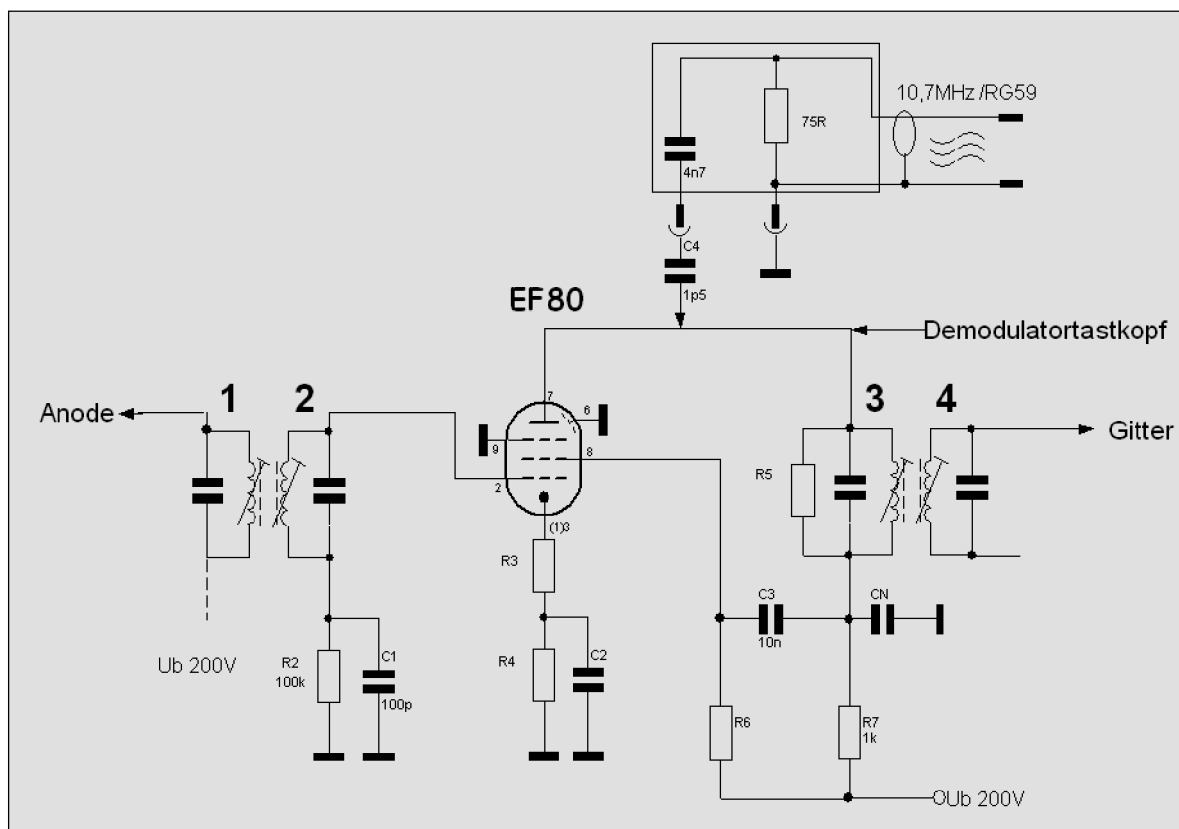 10,7MHz /RG59
75R
4n7
C4
1p5
EF80
Demodulatortastkopf
7
6
1
2
3
4
Anode
Gitter
9
8
R5
2
(1)3
R3
C3
CN
10n
Ub 200V
R2
100k
C1
100p
R4
C2
R6
R7
1k
Ub 200V